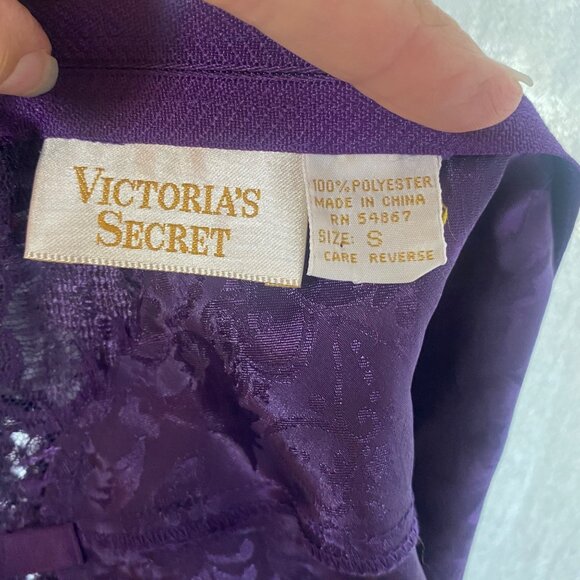 VICTORIA'S
SECRET
100% POLYESTER
MADE IN CHINA
RN 54867
SIZE: S
CARE REVERSE